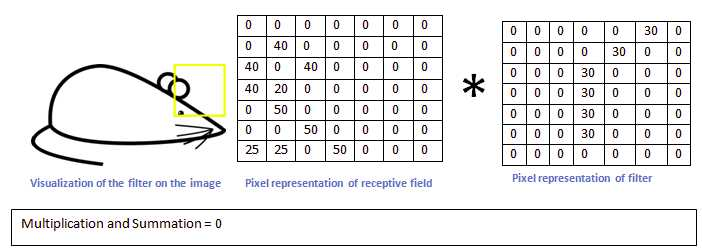 0 0 0 0 0 0 0
0 40 0 0 0 0 0
40 0 40 0 0 0 0
40 20 0 0 0 0 0
0 50 0 0 0 0 0
0 0 50 0 0 0 0
25 25 0 50 0 0 0
*
0 0 0 0 0 30 0
0 0 0 0 30 0 0
0 0 0 30 0 0 0
0 0 0 30 0 0 0
0 0 0 30 0 0 0
0 0 0 30 0 0 0
0 0 0 0 0 0 0
Visualization of the filter on the image
Pixel representation of receptive field
Pixel representation of filter
Multiplication and Summation = 0